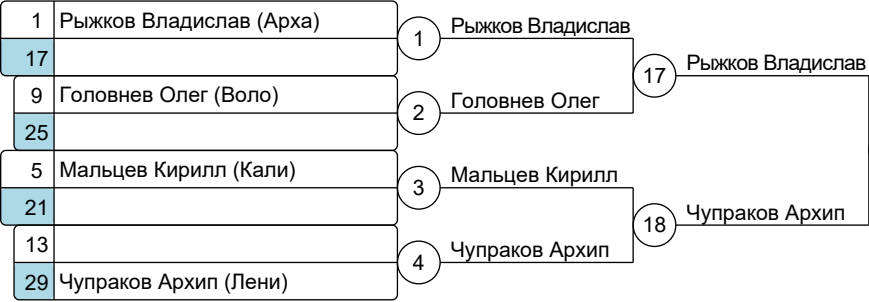 1 Рыжков Владислав (Арха)
17
1 Рыжков Владислав
9 Головнев Олег (Воло)
25
2 Головнев Олег
17 Рыжков Владислав
5 Мальцев Кирилл (Кали)
21
3 Мальцев Кирилл
13
29 Чупраков Архип (Лени)
4 Чупраков Архип
18 Чупраков Архип